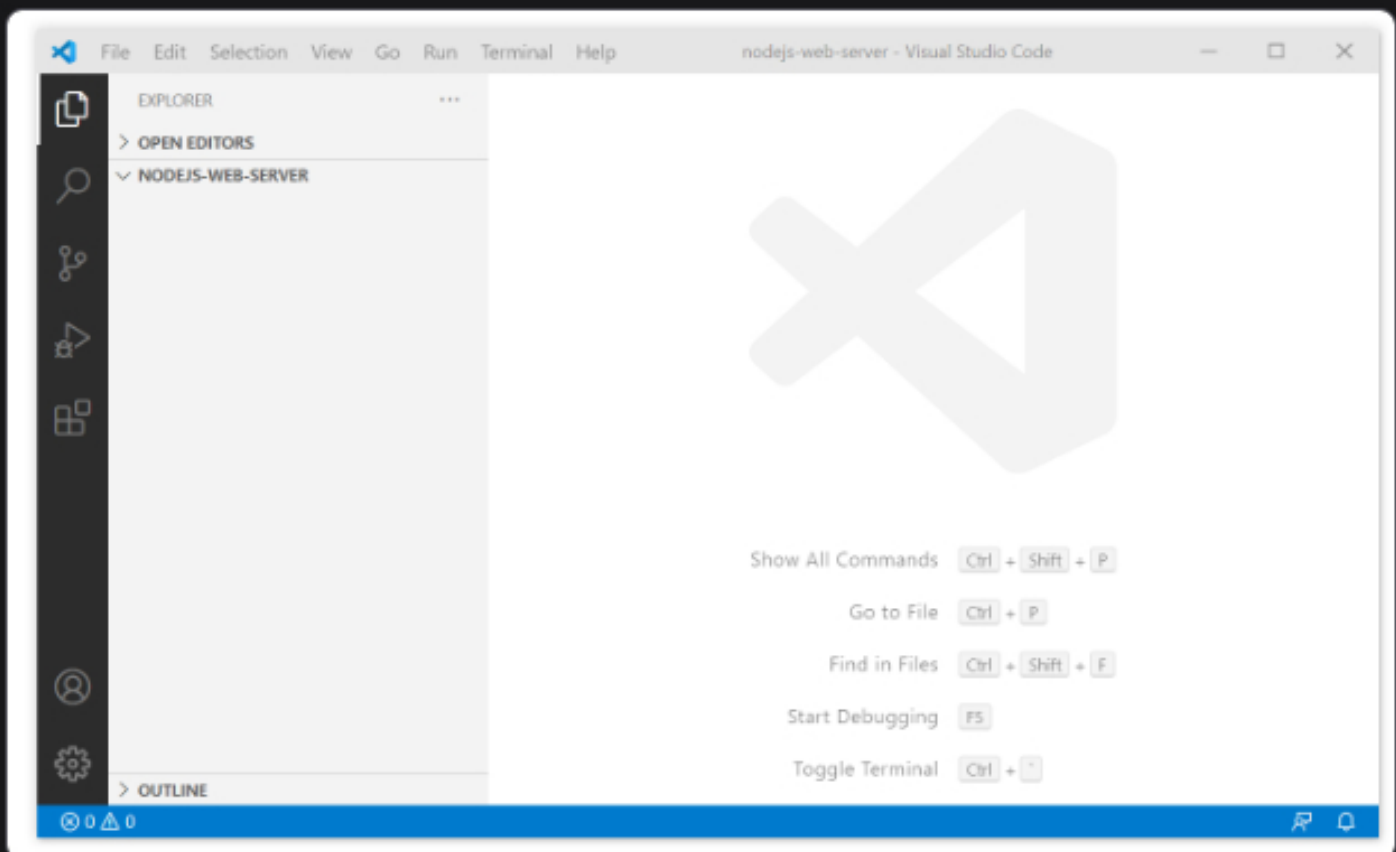 File Edit Selection View Go Run Terminal Help nodejs-web-server - Visual Studio Code
EXPLORER ...
OPEN EDITORS
NODEJS-WEB-SERVER
Show All Commands Ctrl + Shift + P
Go to File Ctrl + P
Find in Files Ctrl + Shift + F
Start Debugging F5
Toggle Terminal Ctrl + `
OUTLINE
0 0